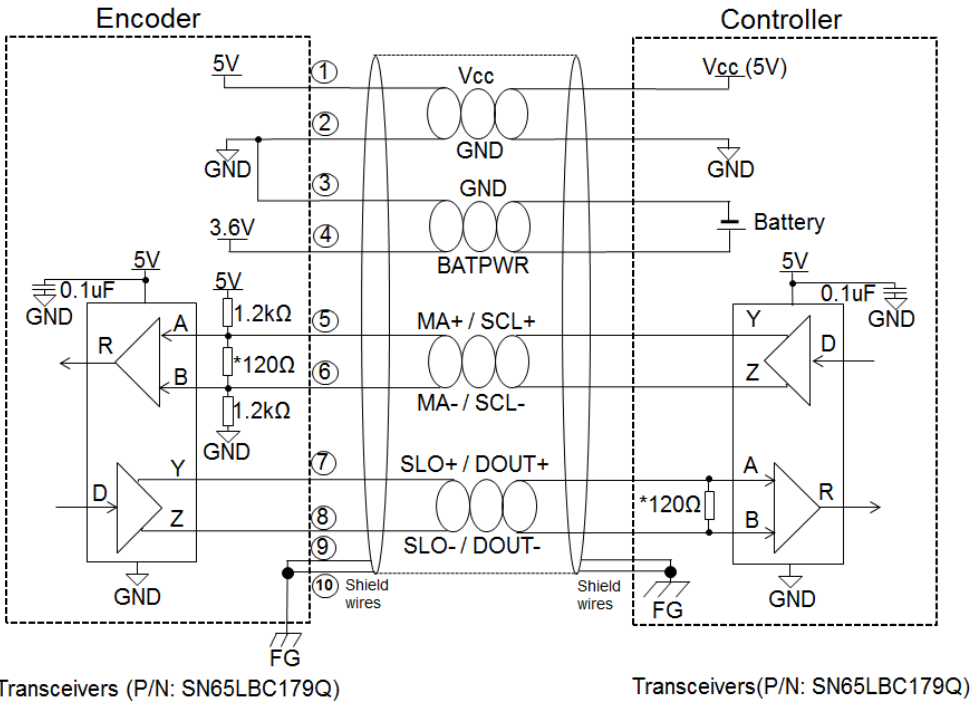 Encoder
Controller
5V
①
Vcc
Vcc (5V)
②
GND
GND
GND
③
GND
3.6V
④
Battery
BATPWR
5V
5V
0.1uF
GND
5V
0.1uF
GND
1.2kΩ
⑤
MA+ / SCL+
Y
A
R
D
*120Ω
B
⑥
Z
1.2kΩ
MA- / SCL-
GND
⑦
SLO+ / DOUT+
Y
A
D
*120Ω
R
Z
⑧
B
SLO- / DOUT-
⑨
⑩
Shield
wires
Shield
wires
GND
FG
GND
FG
Transceivers (P/N: SN65LBC179Q)
Transceivers(P/N: SN65LBC179Q)